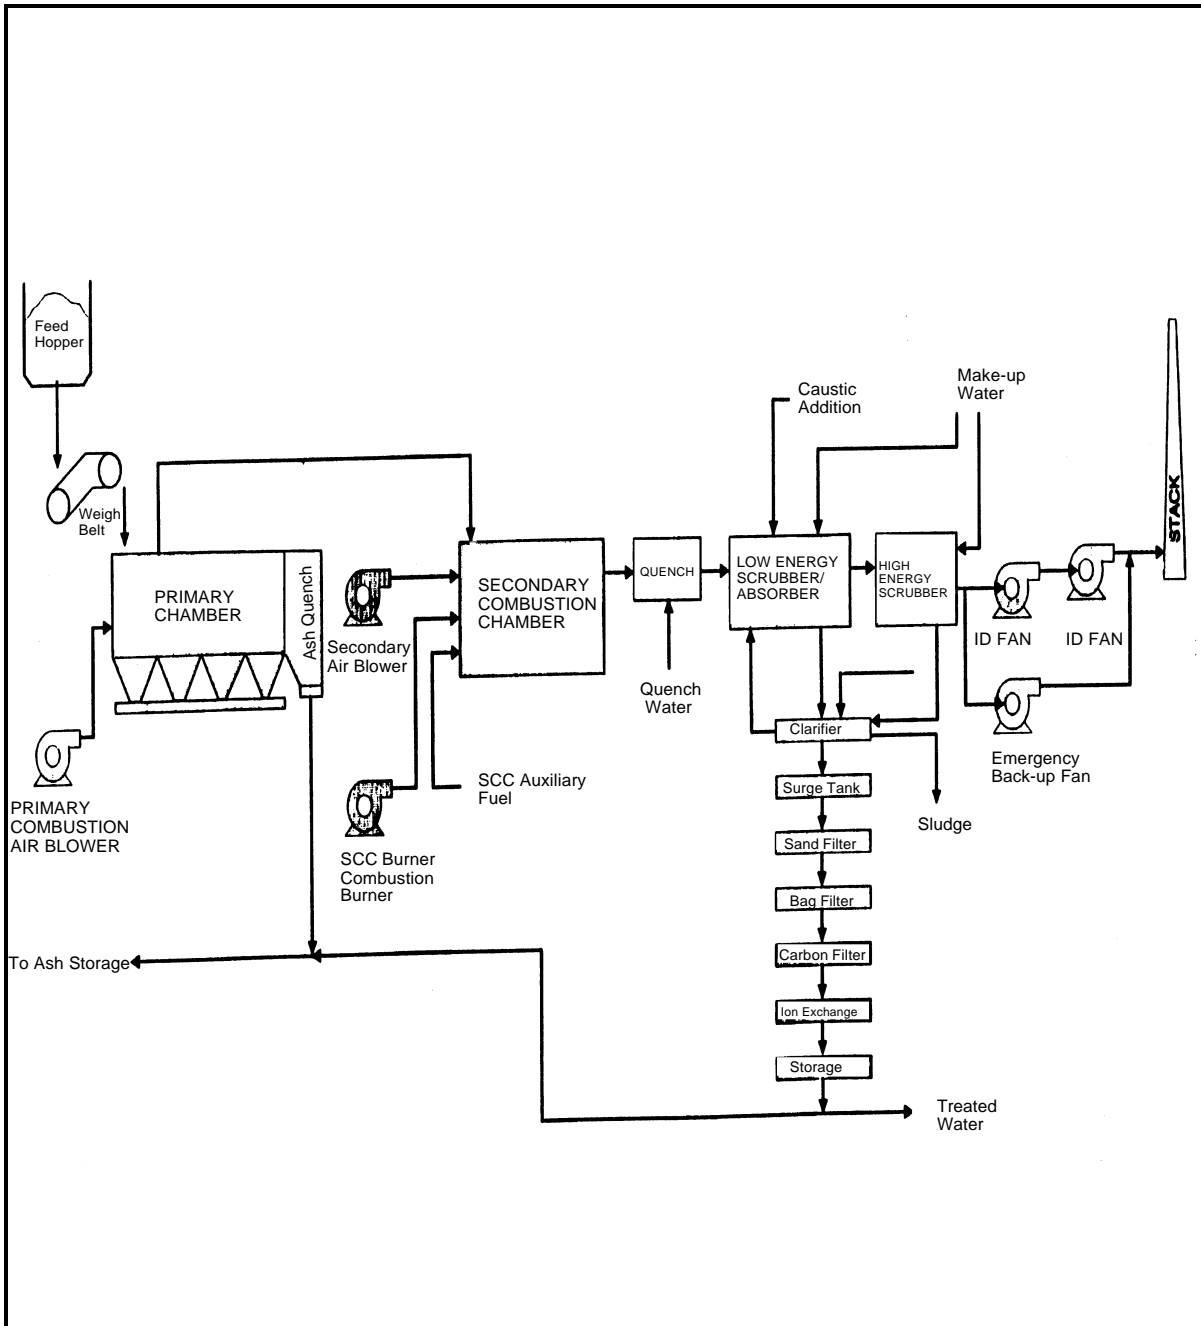 Feed
Hopper
Weigh
Belt
PRIMARY
CHAMBER
Ash Quench
PRIMARY
COMBUSTION
AIR BLOWER
Secondary
Air Blower
SECONDARY
COMBUSTION
CHAMBER
SCC Auxiliary
Fuel
SCC Burner
Combustion
Burner
To Ash Storage
QUENCH
Quench
Water
Caustic
Addition
Make-up
Water
LOW ENERGY
SCRUBBER/
ABSORBER
HIGH
ENERGY
SCRUBBER
ID FAN
ID FAN
STACK
Emergency
Back-up Fan
Clarifier
Sludge
Surge Tank
Sand Filter
Bag Filter
Carbon Filter
Ion Exchange
Storage
Treated
Water